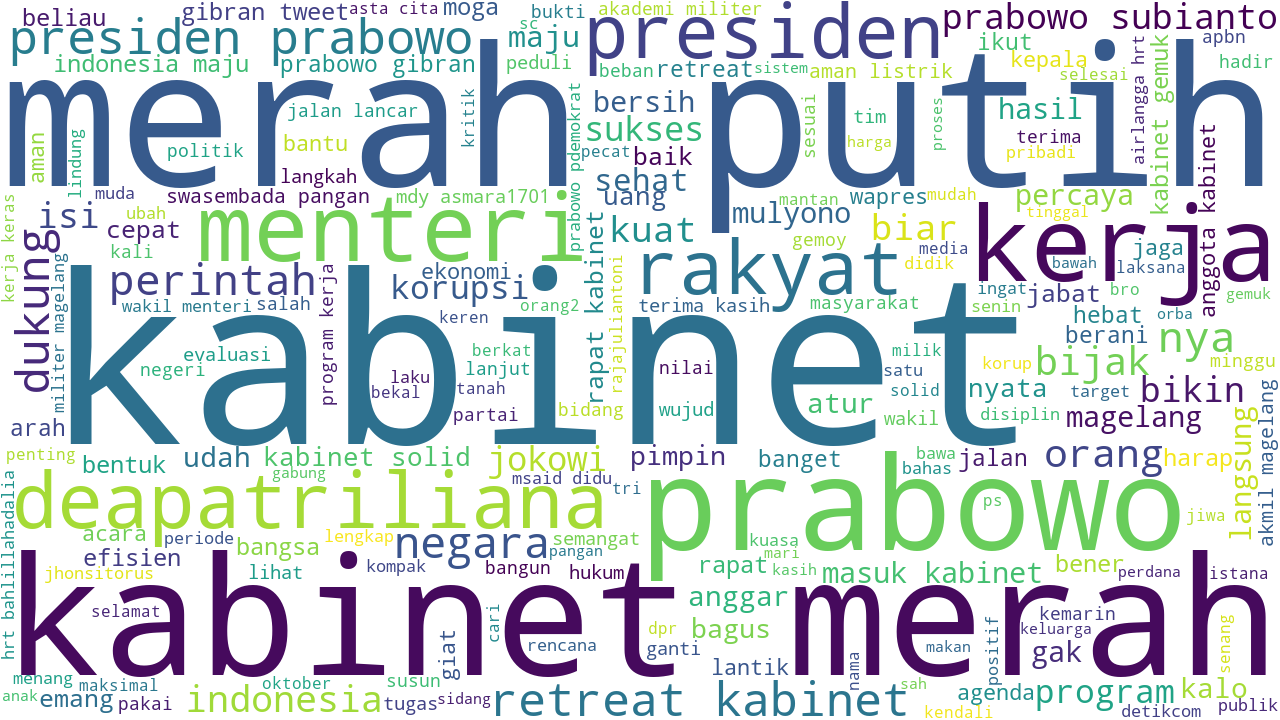 beliau
gibran tweet
asta cita
moga
sc
bukti
akademi militer
prabowo subianto
presiden prabowo
maju
presiden
ikut
apbn
indonesia maju
prabowo gibran
peduli
beban
retreat
sistem
aman listrik
kepala
selesai
hadir
merah putih
jalan lancar
kritik
bersih
sesuai
tim
proses
hasil
airlangga hrt
kabinet gemuk
aman
lindung
politik
bantu
prabowo pdemokrat
sukses
pecat
baik
harga
terima
pribadi
langkah
sehat
muda
swasembada pangan
mdy asmara1701
uang
mantan
wapres
mudah
percaya
anggota kabinet
kerja keras
isi
ubah
cepat
kali
menteri
kuat
mulyono
gemoy
biar
media
didik
tinggal
kerja
jaga
bawah
laksana
dukung
militer magelang
perintah
ekonomi
korupsi
rapat kabinet
rajajuliantoni
rakyat
ingat
jabat
bro
gemuk
wakil menteri
salah
program kerja
orang2
keren
terima kasih
masyarakat
senin
hebat
orba
berani
nya
kabinet
evaluasi
negeri
berkat
lanjut
laku
bekal
tanah
partai
nilai
milik
satu
solid
korup
bijak
minggu
nyata
target
bikin
bidang
wujud
atur
wakil
disiplin
magelang
akmil magelang
arah
penting
bentuk
udah
kabinet solid
gabung
jokowi
msaid didu
pimpin
tri
banget
bawa
bahas
jalan
orang
harap
langsung
hrt bahlillahadalia
deapatriliana
prabowo
ps
jiwa
acara
periode
lengkap
efisien
bangsa
negara
semangat
pangan
kuasa
mari
kasih
rapat
masuk kabinet
bener
perdana
istana
jhonsitorus
lihat
kompak
bangun
hukum
anggar
kemarin
keluarga
selamat
cari
rencana
dpr
ganti
bagus
makan
positif
gak
senang
kabinet merah
giat
lantik
nama
menang
maksimal
anak
emang
pakai
indonesia
oktober
susun
tugas
sidang
retreat kabinet
sah
kendali
agenda
program
kalo
detikcom
publik